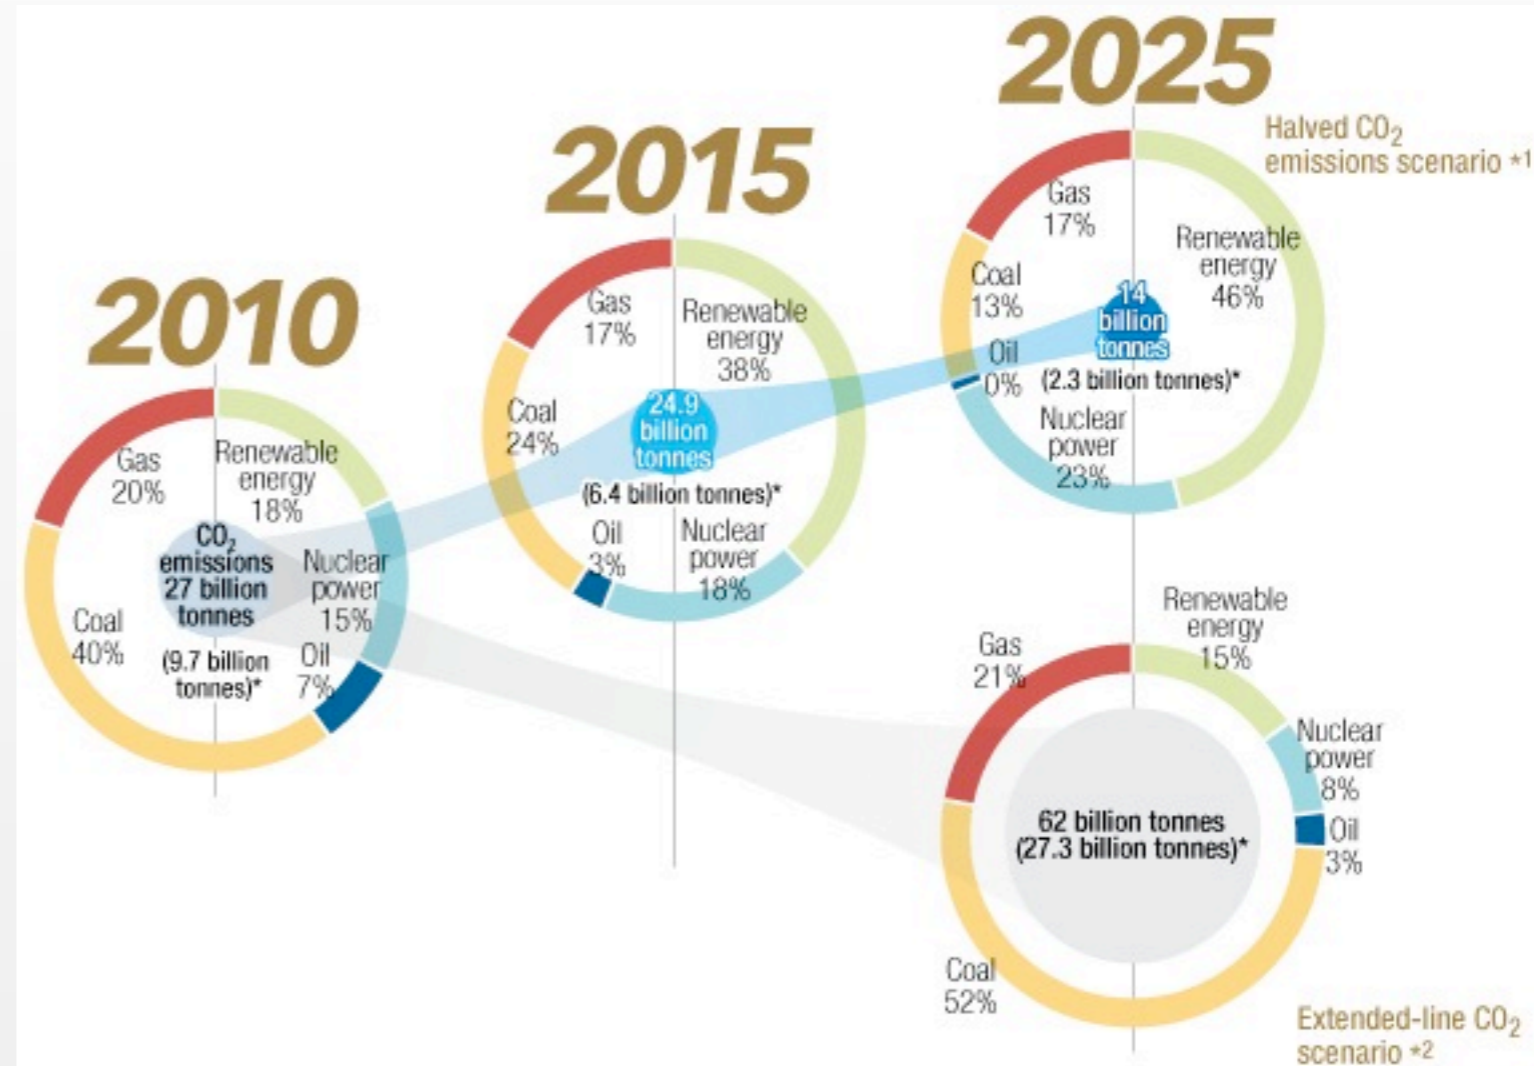 2010
Gas
20%
Renewable
energy
18%
CO2
emissions
27 billion
tonnes
(9.7 billion
tonnes)*
Nuclear
power
15%
Oil
7%
Coal
40%
2015
Gas
17%
Renewable
energy
38%
Coal
24%
24.9
billion
tonnes
(6.4 billion tonnes)*
Oil
3%
Nuclear
power
18%
2025
Halved CO2
emissions scenario *1
Gas
17%
Renewable
energy
46%
Coal
13%
14
billion
tonnes
(2.3 billion tonnes)*
Oil
0%
Nuclear
power
23%
Renewable
energy
15%
Gas
21%
Nuclear
power
8%
Oil
3%
62 billion tonnes
(27.3 billion tonnes)*
Coal
52%
Extended-line CO2
scenario *2